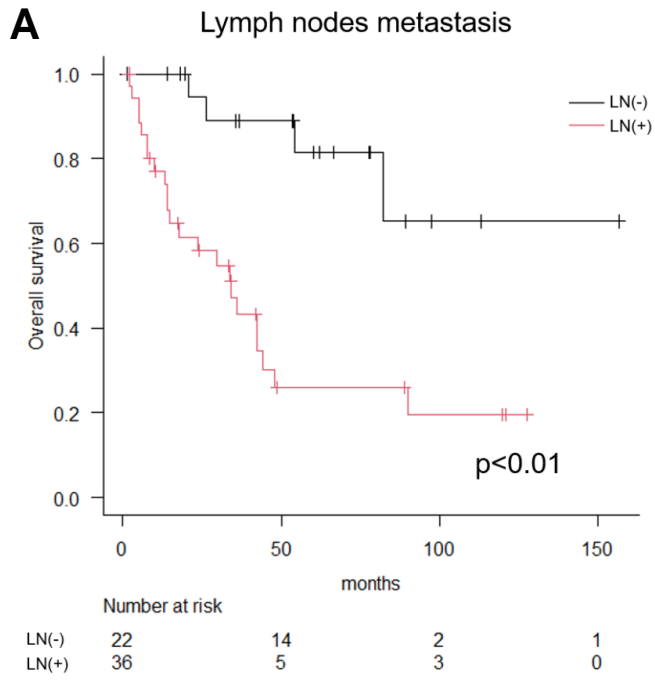 A
Lymph nodes metastasis
LN(-)
LN(+)
1.0
0.8
0.6
0.4
0.2
0.0
Overall survival
p<0.01
0 50 100 150
months
Number at risk
LN(-) 22 14 2 1
LN(+) 36 5 3 0